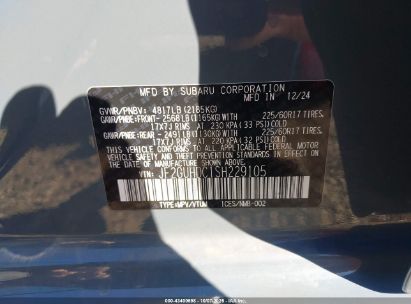 MFD BY SUBARU CORPORATION
MFD IN 12/24
GVWR/PNBV: 4817LB (2185KG)
GAWR/PNBE: FRONT- 2568LB(1165KG)WITH 225/60R17 TIRES,
17X7J RIMS AT 230 KPA( 33 PSI)COLD
GAWR/PNBE: REAR - 2491LB(1130KG)WITH 225/60R17 TIRES,
17X7J RIMS AT 220 KPA( 32 PSI)COLD
THIS VEHICLE CONFORMS TO ALL APPLICABLE
MOTOR VEHICLE SAFETY, BUMPER, AND THEFT
PREVENTION STANDARDS IN EFFECT ON THE DATE
OF MANUFACTURE SHOWN ABOVE.
VIN: JF2GUHDC1SH229105
TYPE:MPV/VTUM ICES/NMB-002